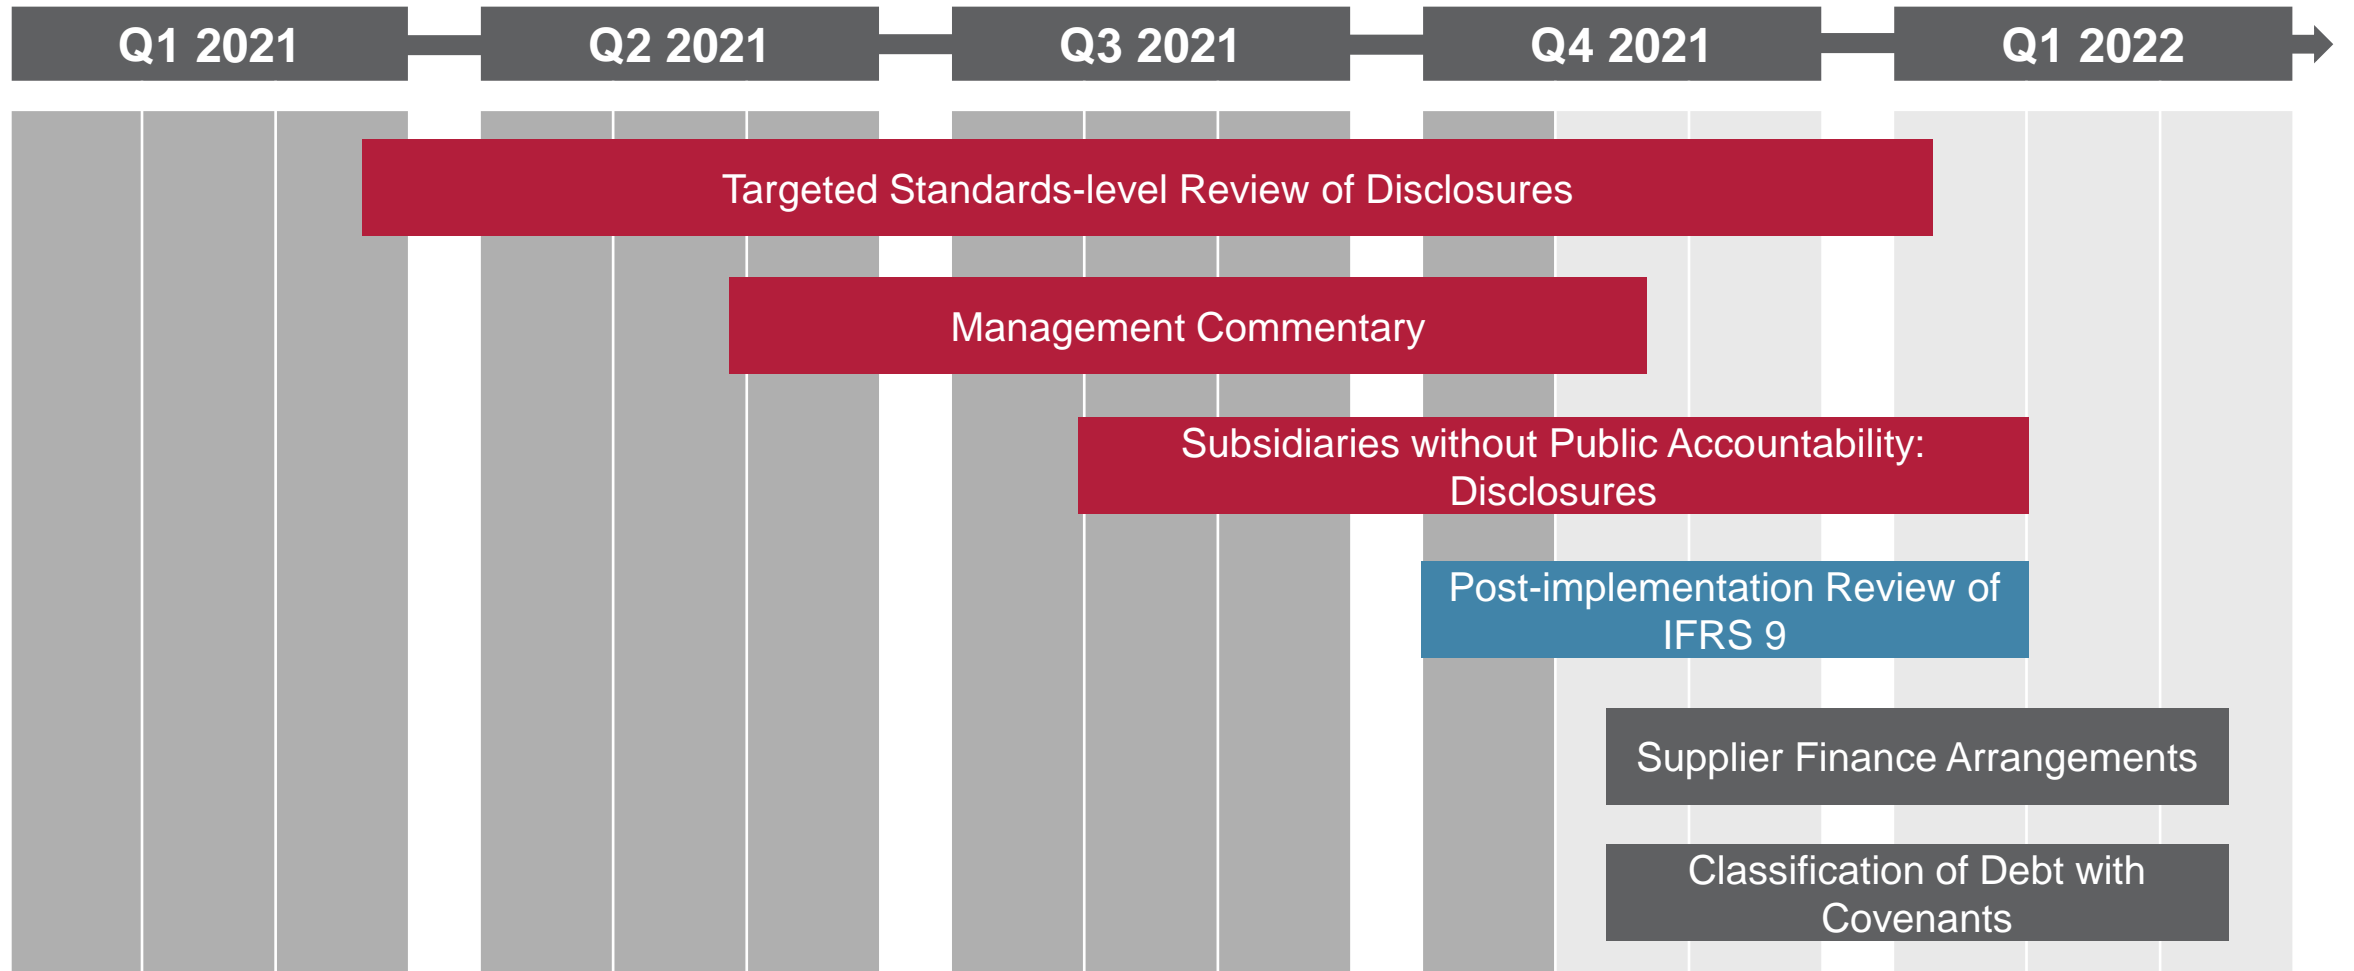 Q1 2021
Q2 2021
Q3 2021
Q4 2021
Q1 2022
Targeted Standards-level Review of Disclosures
Management Commentary
Subsidiaries without Public Accountability:
Disclosures
Post-implementation Review of
IFRS 9
Supplier Finance Arrangements
Classification of Debt with
Covenants